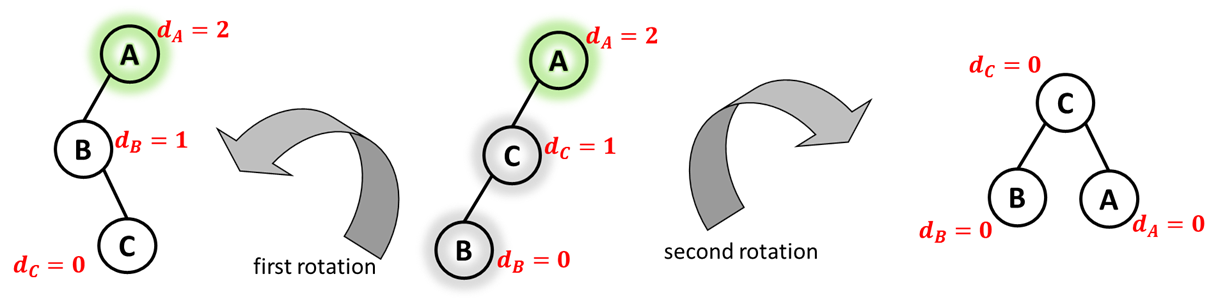 A
d_A = 2
B
d_B = 1
C
d_C = 0
first rotation
A
d_A = 2
C
d_C = 1
B
d_B = 0
second rotation
d_C = 0
C
B
A
d_B = 0
d_A = 0